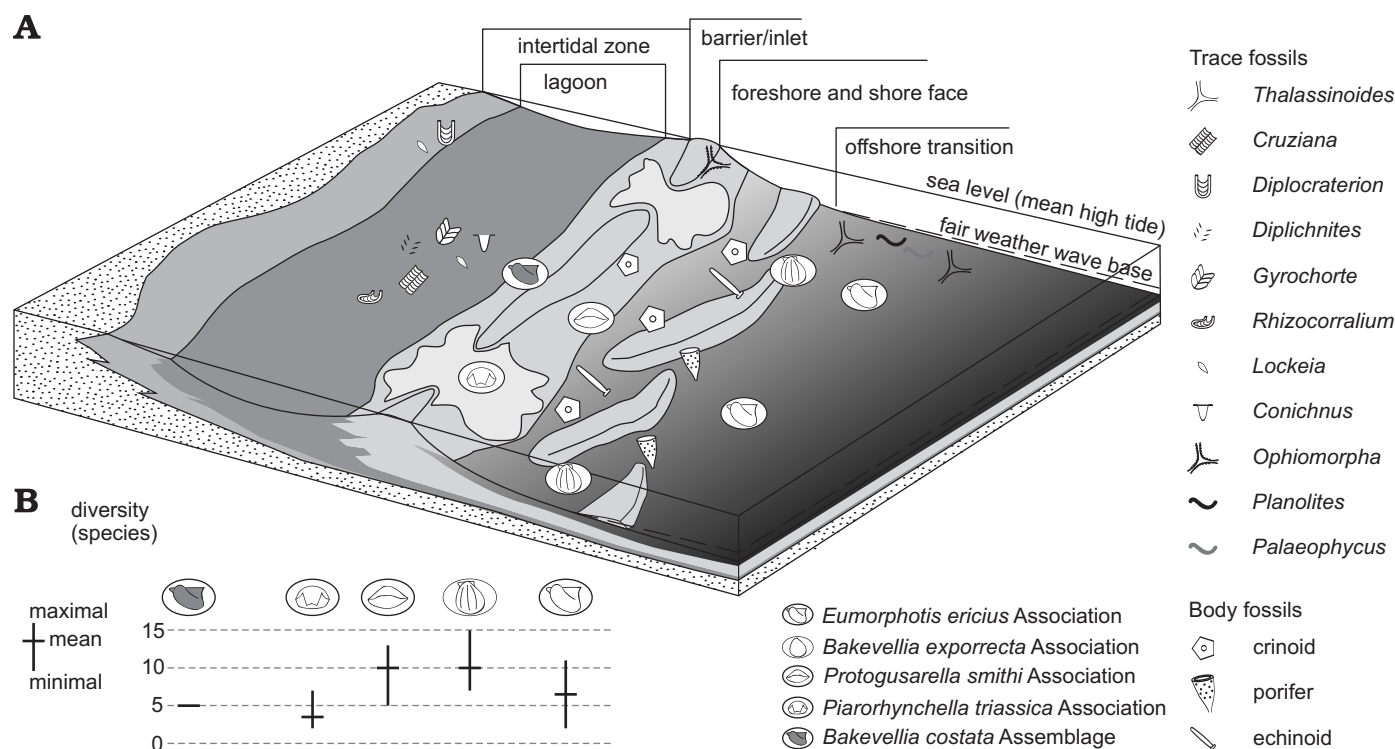 A
intertidal zone
lagoon
barrier/inlet
foreshore and shore face
offshore transition
sea level (mean high tide)
fair weather wave base
Trace fossils
Thalassinoides
Cruziana
Diplocraterion
Diplichnites
Gyrochorte
Rhizocorralium
Lockeia
Conichnus
Ophiomorpha
Planolites
Palaeophycus
Body fossils
crinoid
porifer
echinoid
B
diversity
(species)
maximal
mean
minimal
15
10
5
0
Eumorphotis ericius Association
Bakevellia exporrecta Association
Protogusarella smithi Association
Piarorhynchella triassica Association
Bakevellia costata Assemblage